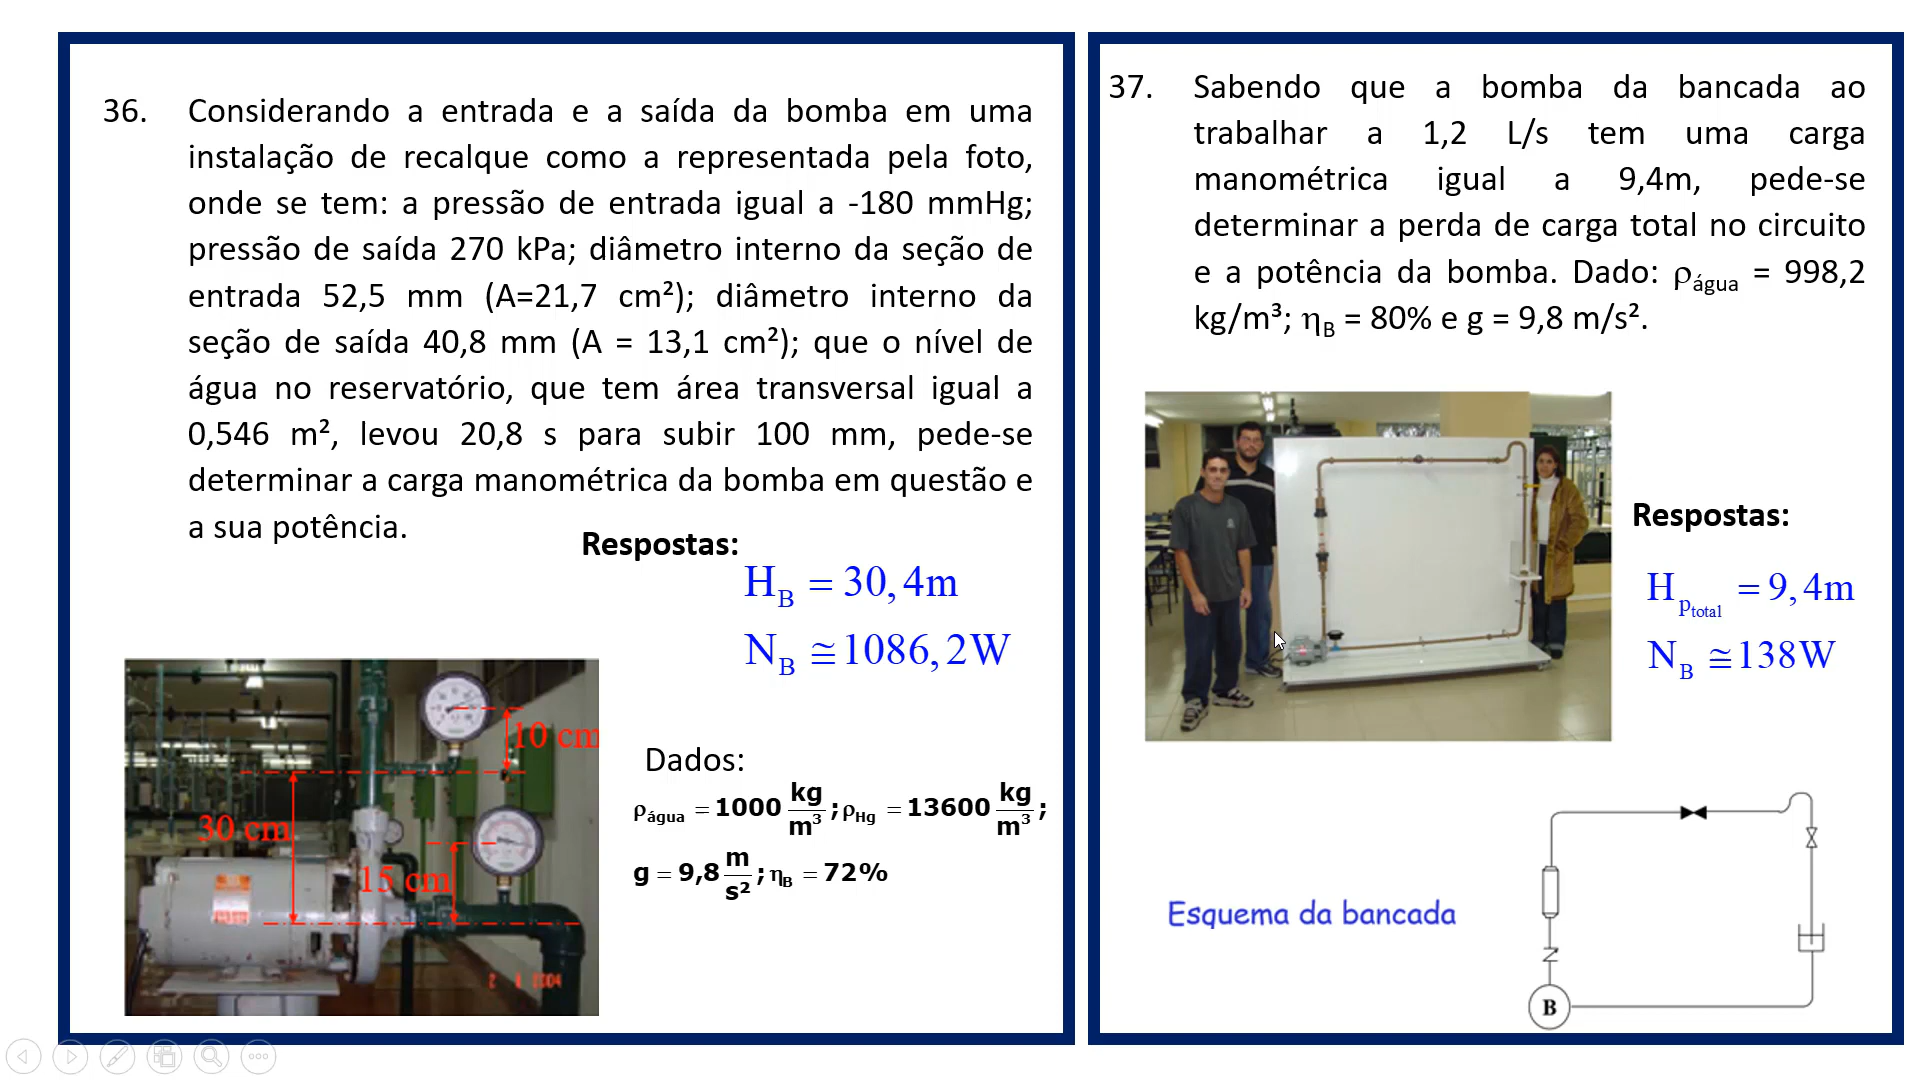 36. Considerando a entrada e a saída da bomba em uma
instalação de recalque como a representada pela foto,
onde se tem: a pressão de entrada igual a -180 mmHg;
pressão de saída 270 kPa; diâmetro interno da seção de
entrada 52,5 mm (A=21,7 cm²); diâmetro interno da
seção de saída 40,8 mm (A = 13,1 cm²); que o nível de
água no reservatório, que tem área transversal igual a
0,546 m², levou 20,8 s para subir 100 mm, pede-se
determinar a carga manométrica da bomba em questão e
a sua potência.
Respostas:
H_B = 30,4m
N_B ≅ 1086,2W
10 cm
30 cm
15 cm
Dados:
ρ_água = 1000 kg/m³; ρ_Hg = 13600 kg/m³;
g = 9,8 m/s²; η_B = 72%
37. Sabendo que a bomba da bancada ao
trabalhar a 1,2 L/s tem uma carga
manométrica igual a 9,4m, pede-se
determinar a perda de carga total no circuito
e a potência da bomba. Dado: ρ_água = 998,2
kg/m³; η_B = 80% e g = 9,8 m/s².
Respostas:
H_p_total = 9,4m
N_B ≅ 138W
Esquema da bancada
B